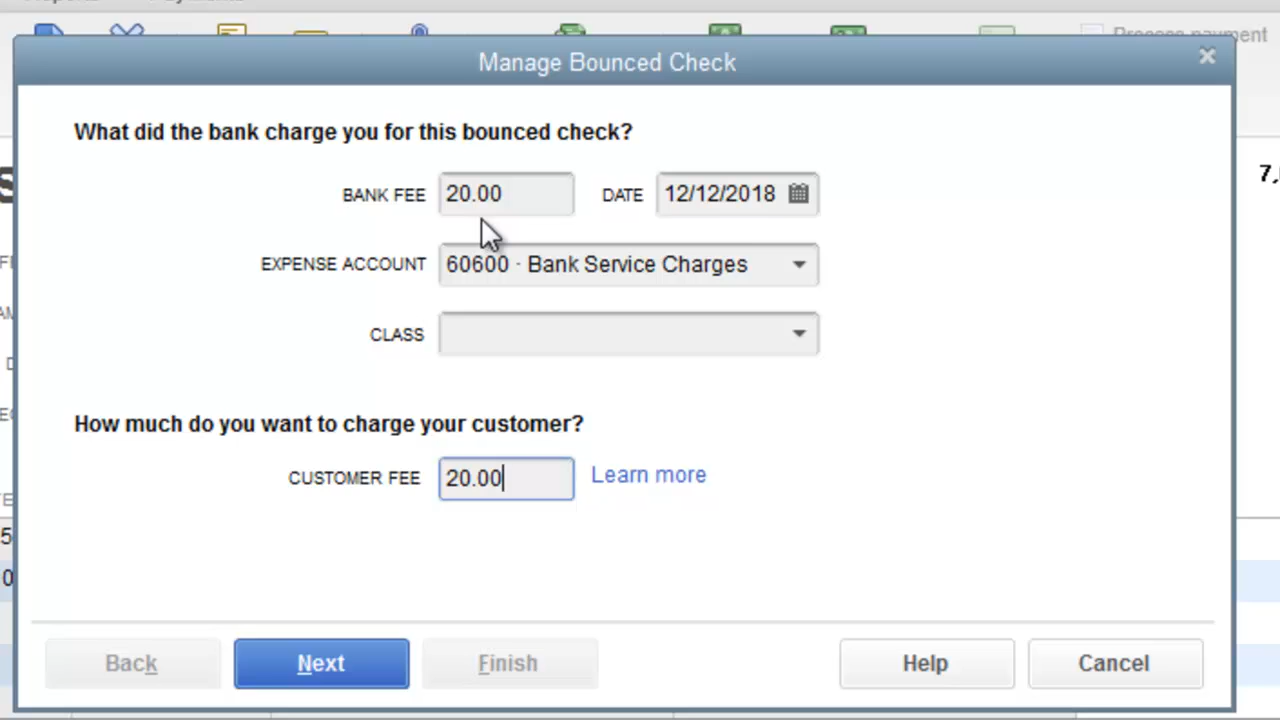 Process payment
Manage Bounced Check
What did the bank charge you for this bounced check?
BANK FEE 20.00 DATE 12/12/2018
EXPENSE ACCOUNT 60600 · Bank Service Charges
CLASS
How much do you want to charge your customer?
CUSTOMER FEE 20.00 Learn more
Back Next Finish Help Cancel